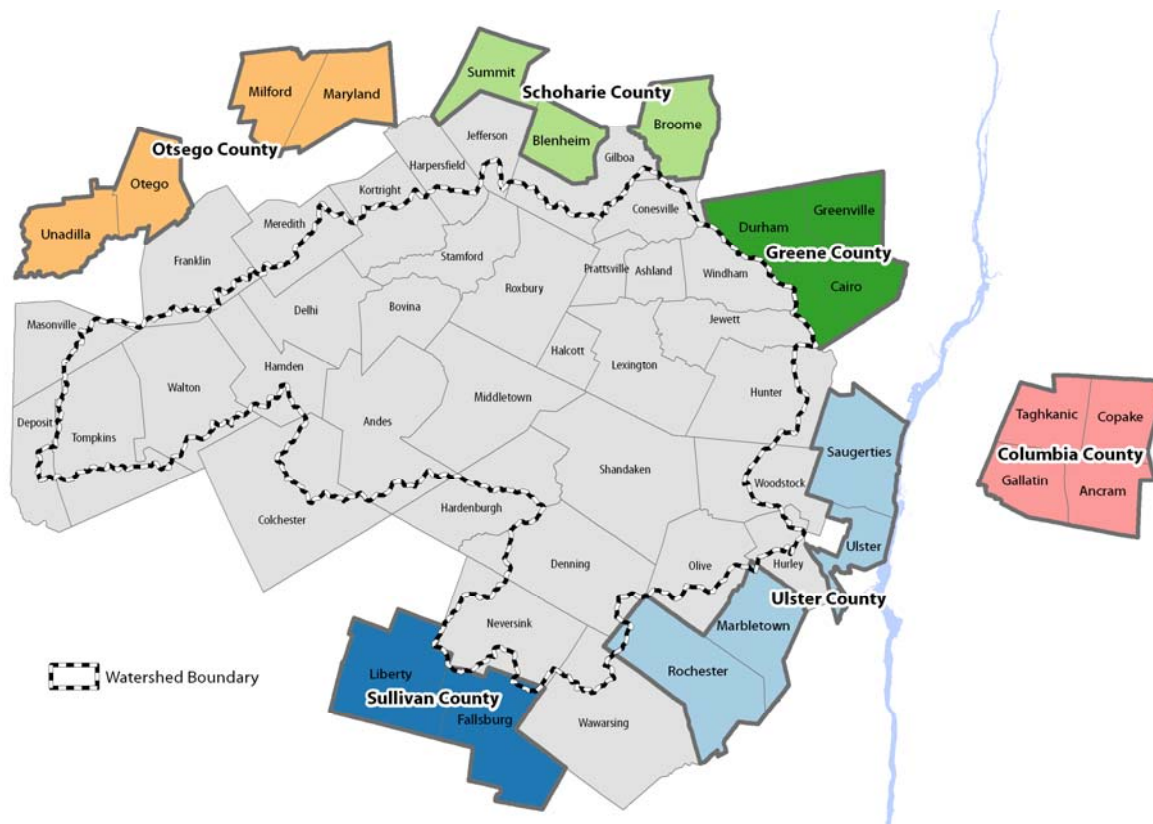 Summit
Milford
Maryland
Schoharie County
Broome
Jefferson
Blenheim
Otsego County
Gilboa
Harpersfield
Otego
Kortright
Conesville
Greenville
Unadilla
Meredith
Durham
Franklin
Stamford
Greene County
Prattsville
Ashland
Windham
Roxbury
Cairo
Delhi
Bovina
Masonville
Jewett
Halcott
Lexington
Hamden
Walton
Hunter
Middletown
Taghkanic
Copake
Deposit
Andes
Tompkins
Saugerties
Columbia County
Shandaken
Woodstock
Gallatin
Ancram
Hardenburgh
Colchester
Ulster
Denning
Olive
Hurley
Ulster County
Neversink
Marbletown
Watershed Boundary
Liberty
Rochester
Sullivan County
Fallsburg
Wawarsing